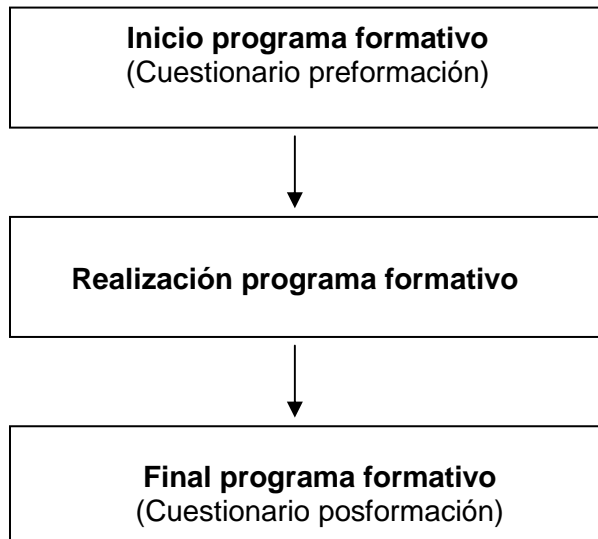 Inicio programa formativo
(Cuestionario preformación)
Realización programa formativo
Final programa formativo
(Cuestionario posformación)